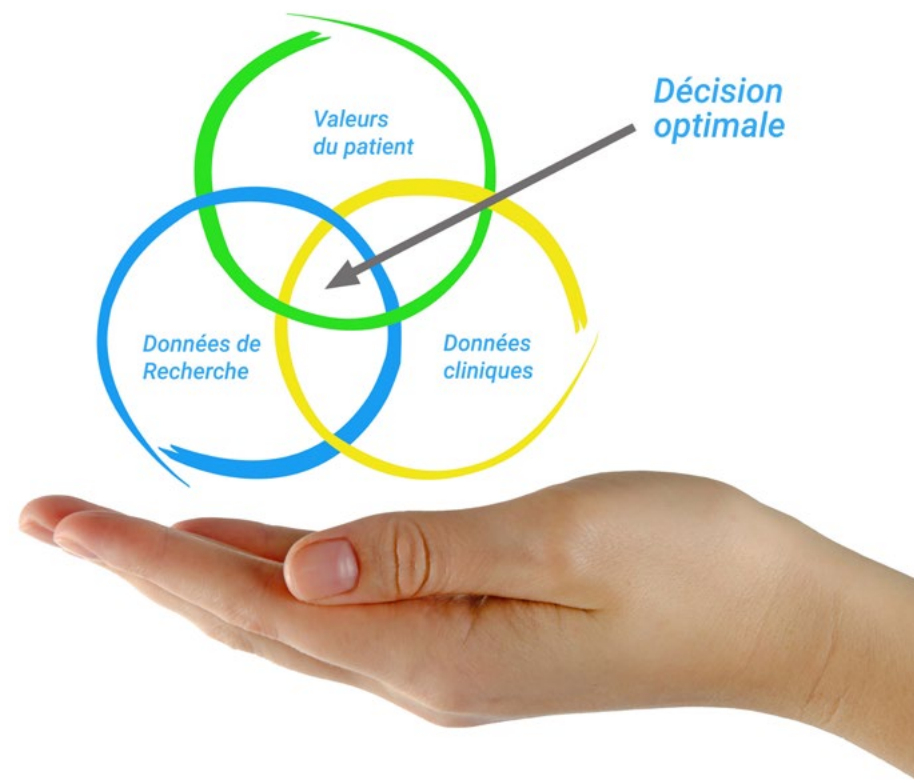 Décision
optimale
Valeurs
du patient
Données de
Recherche
Données
cliniques